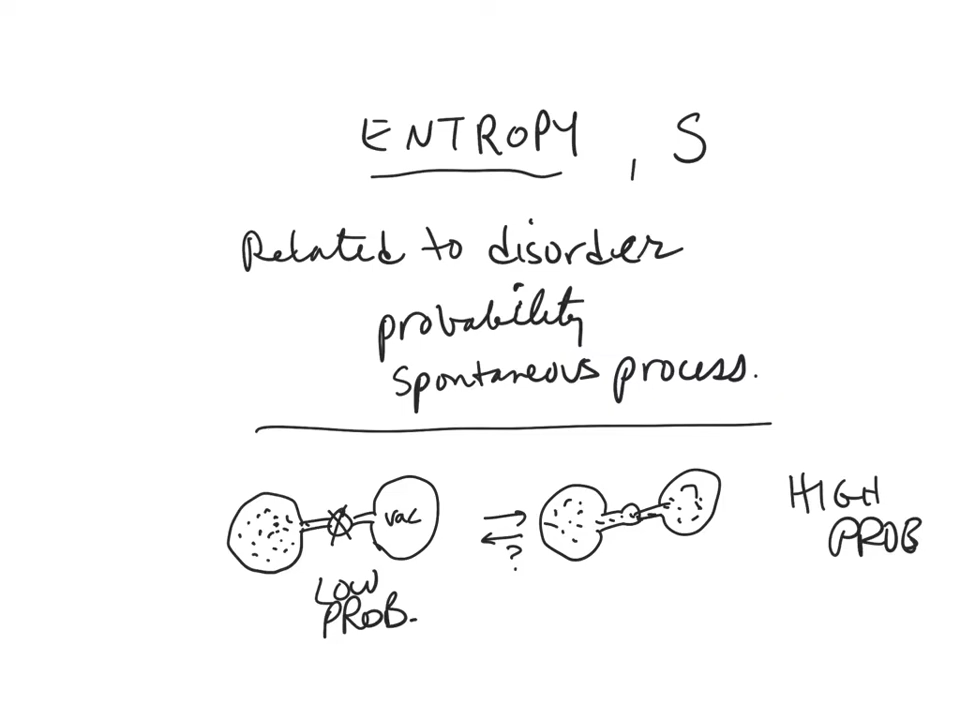 ENTROPY, S
Related to disorder
probability
spontaneous process.
vac
?
HIGH
PROB
LOW
PROB.